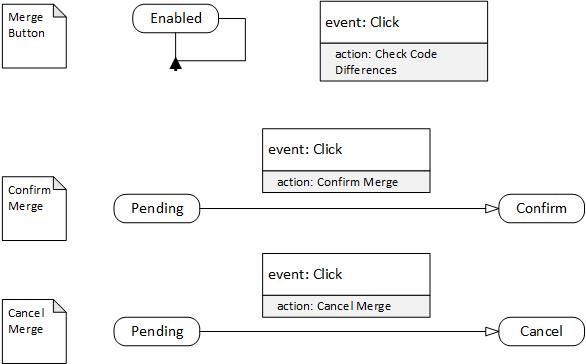 Merge
Button
Enabled
event: Click
action: Check Code
Differences
event: Click
action: Confirm Merge
Confirm
Merge
Pending
Confirm
event: Click
action: Cancel Merge
Cancel
Merge
Pending
Cancel